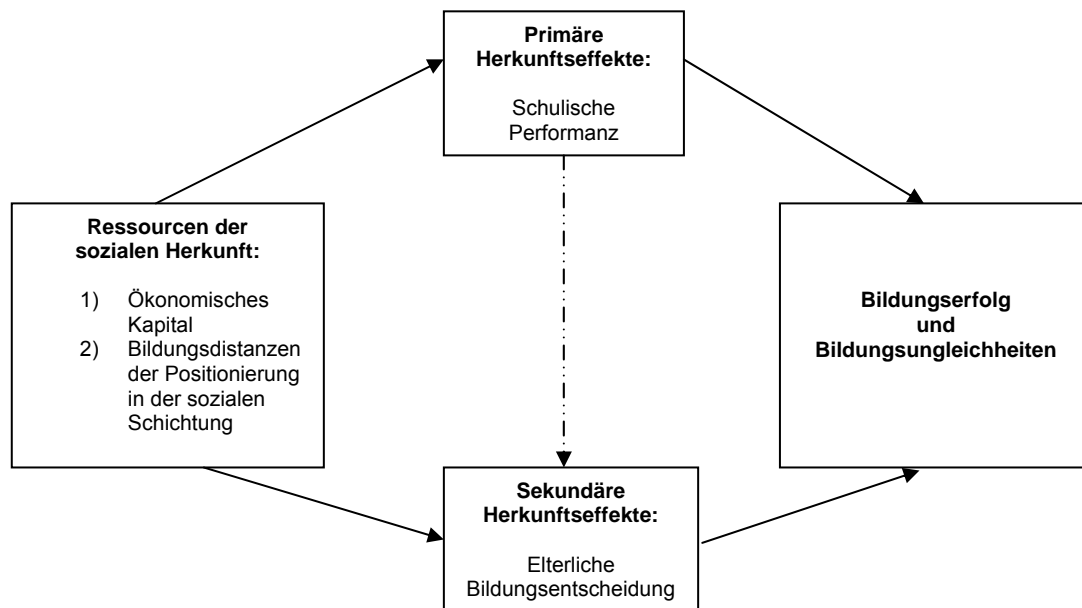 Primäre
Herkunftseffekte:
Schulische
Performanz
Ressourcen der
sozialen Herkunft:
1) Ökonomisches
Kapital
2) Bildungsdistanzen
der Positionierung
in der sozialen
Schichtung
Bildungserfolg
und
Bildungsungleichheiten
Sekundäre
Herkunftseffekte:
Elterliche
Bildungsentscheidung